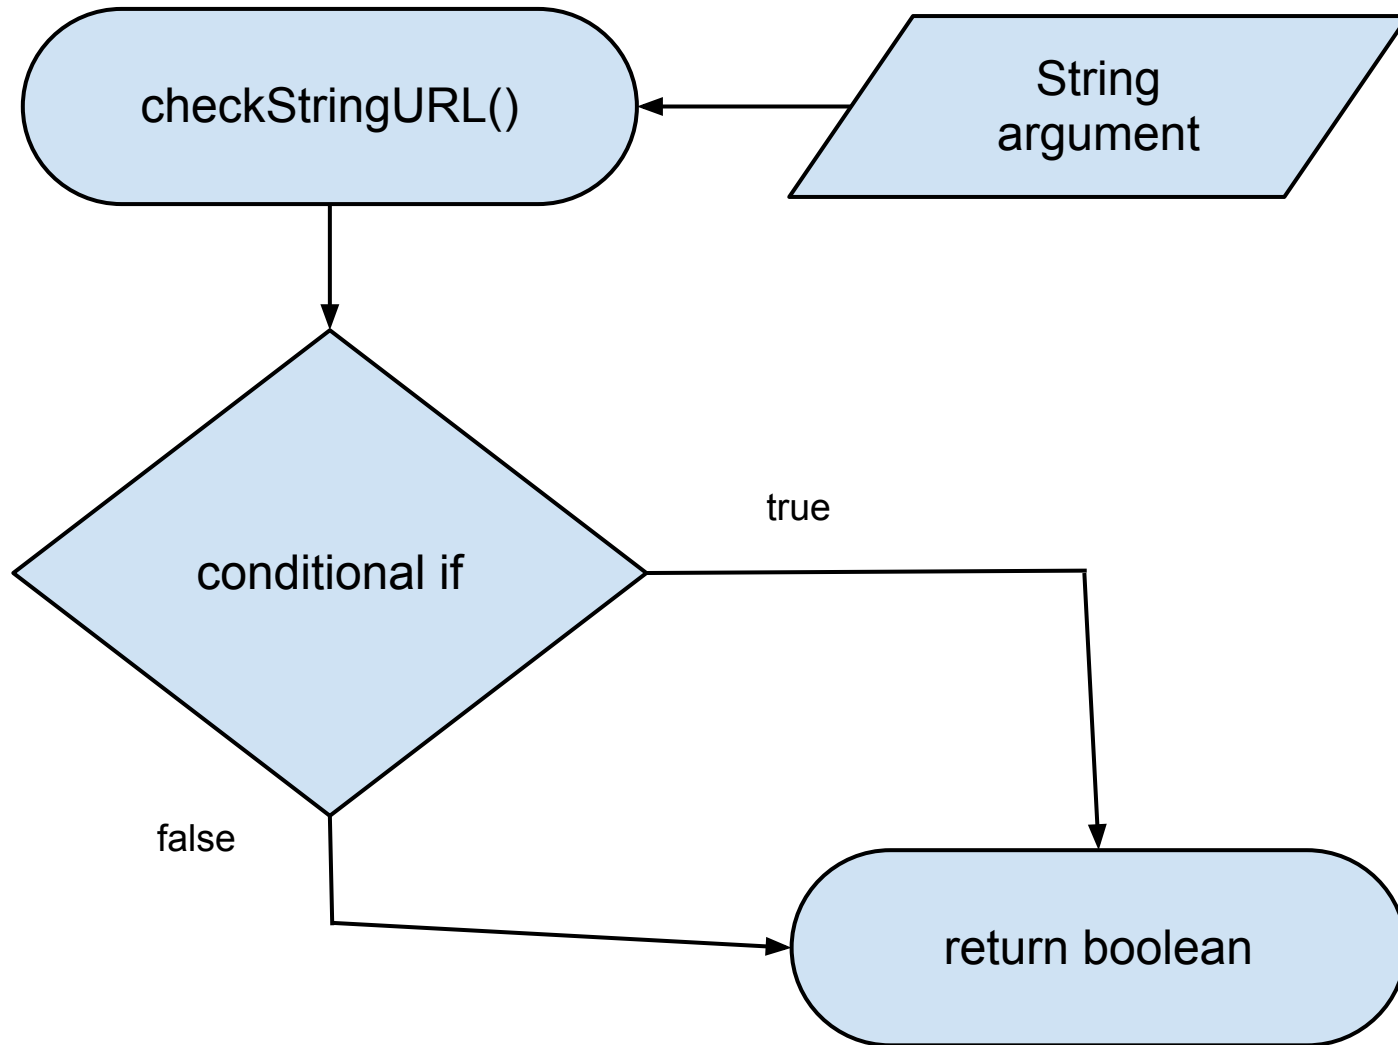 checkStringURL()
String
argument
conditional if
true
false
return boolean